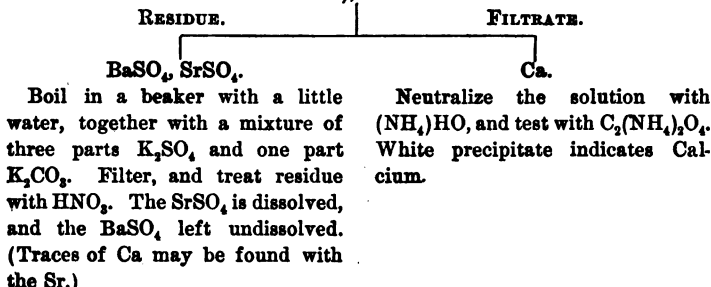 RESIDUE. FILTRATE.
BaSO₄, SrSO₄.
Boil in a beaker with a little
water, together with a mixture of
three parts K₂SO₄ and one part
K₂CO₃. Filter, and treat residue
with HNO₃. The SrSO₄ is dissolved,
and the BaSO₄ left undissolved.
(Traces of Ca may be found with
the Sr.)
Ca.
Neutralize the solution with
(NH₄)HO, and test with C₂(NH₄)₂O₄.
White precipitate indicates Cal-
cium.